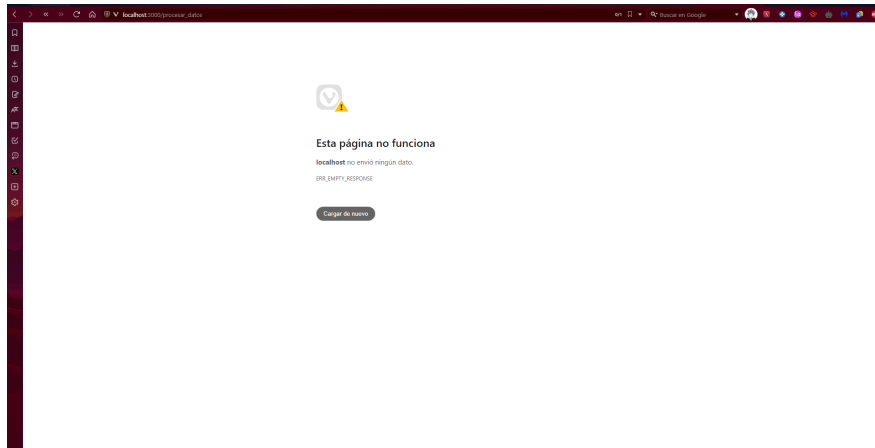 localhost:3000/procesar_datos
Buscar en Google
Esta página no funciona
localhost no envió ningún dato.
ERR_EMPTY_RESPONSE
Cargar de nuevo